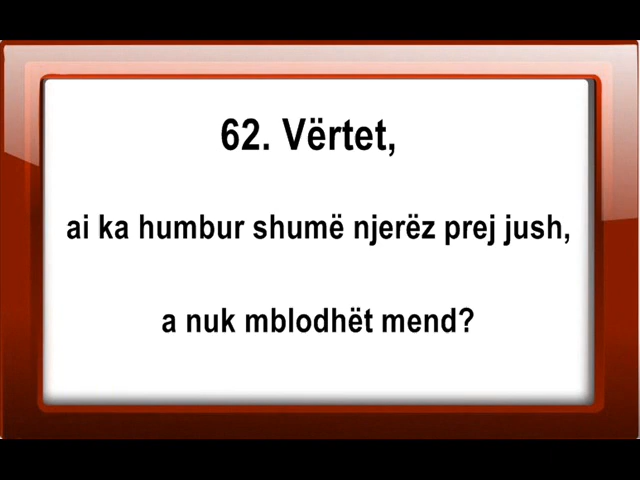 62. Vërtet,
ai ka humbur shumë njerëz prej jush,
a nuk mblodhët mend?